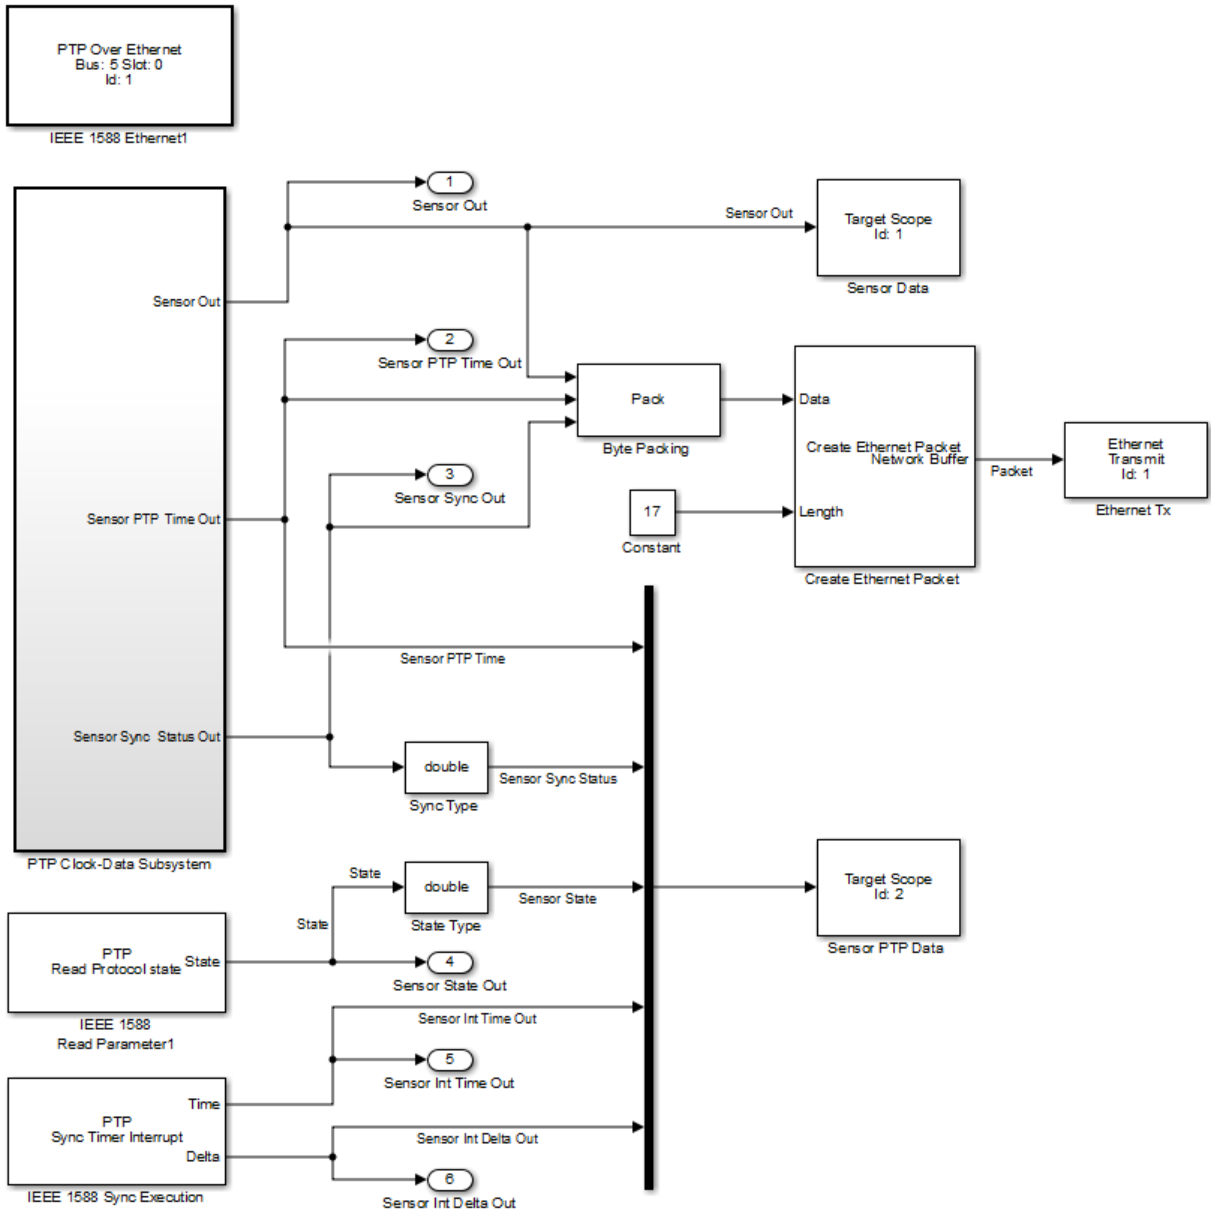 PTP Over Ethernet
Bus: 5 Slot: 0
Id: 1
IEEE 1588 Ethernet1
1
Sensor Out
Sensor Out
Target Scope
Id: 1
Sensor Data
Sensor Out
2
Sensor PTP Time Out
Pack
Byte Packing
Data
Create Ethernet Packet
Network Buffer
Length
Create Ethernet Packet
Packet
Ethernet
Transmit
Id: 1
Ethernet Tx
3
Sensor Sync Out
17
Constant
Sensor PTP Time Out
Sensor PTP Time
Sensor Sync Status Out
double
Sync Type
Sensor Sync Status
PTP Clock-Data Subsystem
State
double
State Type
Sensor State
State
Target Scope
Id: 2
Sensor PTP Data
PTP
Read Protocol state
State
IEEE 1588
Read Parameter1
4
Sensor State Out
Sensor Int Time Out
5
Sensor Int Time Out
Time
PTP
Sync Timer Interrupt
Delta
IEEE 1588 Sync Execution
Sensor Int Delta Out
6
Sensor Int Delta Out